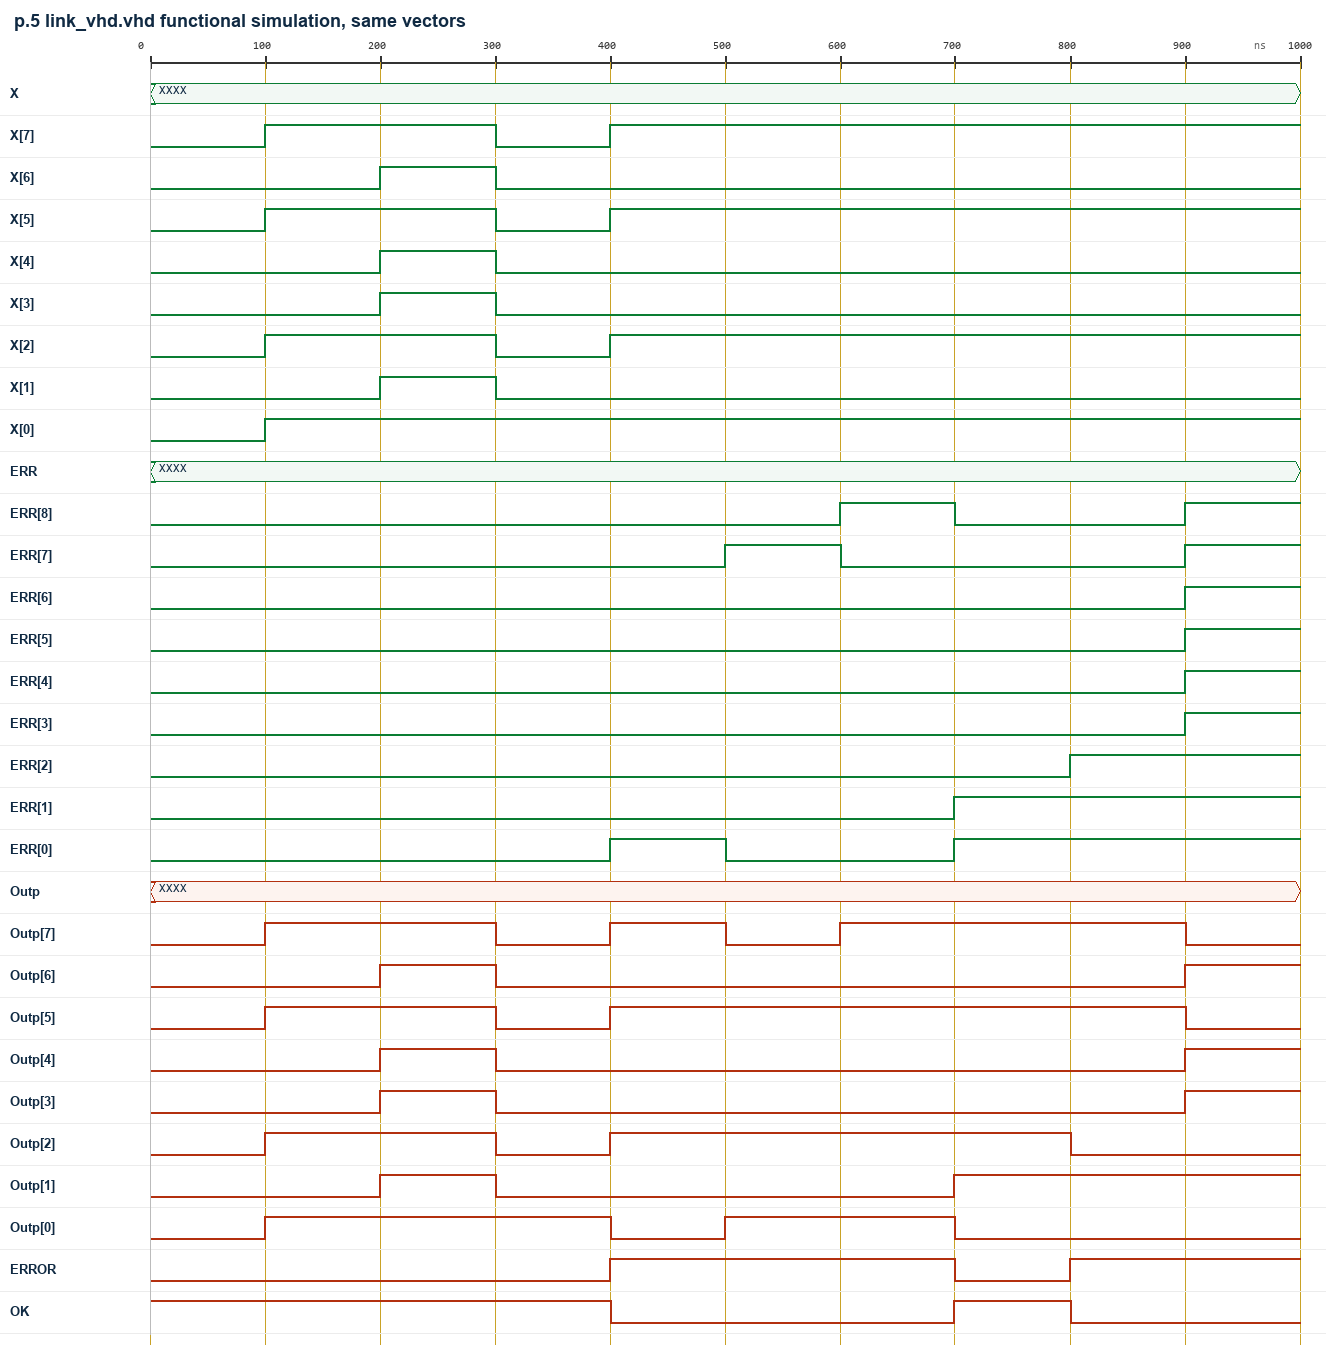 p.5 link_vhd.vhd functional simulation, same vectors
0 100 200 300 400 500 600 700 800 900 ns 1000
X XXXX
X[7]
X[6]
X[5]
X[4]
X[3]
X[2]
X[1]
X[0]
ERR XXXX
ERR[8]
ERR[7]
ERR[6]
ERR[5]
ERR[4]
ERR[3]
ERR[2]
ERR[1]
ERR[0]
Outp XXXX
Outp[7]
Outp[6]
Outp[5]
Outp[4]
Outp[3]
Outp[2]
Outp[1]
Outp[0]
ERROR
OK